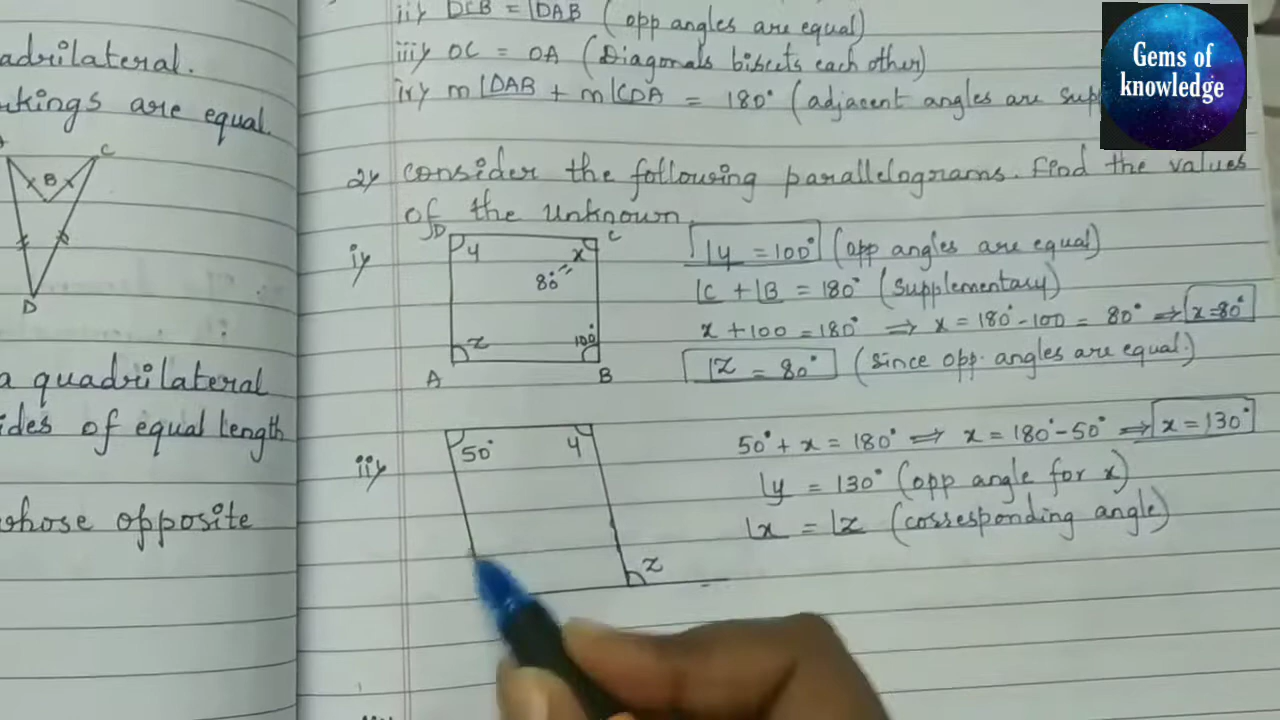 adrilateral.
rkings are equal.
C
B
D
a quadrilateral
ides of equal length
whose opposite
ii) DCB = ∠DAB (opp angles are equal)
iii) OC = OA (Diagonals bisects each other)
iv) m∠DAB + m∠CDA = 180° (adjacent angles are supp
Gems of
knowledge
2) Consider the following parallelograms. Find the values
of the unknown.
i) D C y x 80° z 100° A B
∠y = 100° (opp angles are equal)
∠C + ∠B = 180° (Supplementary)
x + 100 = 180° ⇒ x = 180° - 100 = 80° ⇒ x = 80°
∠z = 80° (since opp. angles are equal.)
ii) 50° y z
50° + x = 180° ⇒ x = 180° - 50° ⇒ x = 130°
∠y = 130° (opp angle for x)
∠x = ∠z (corresponding angle)